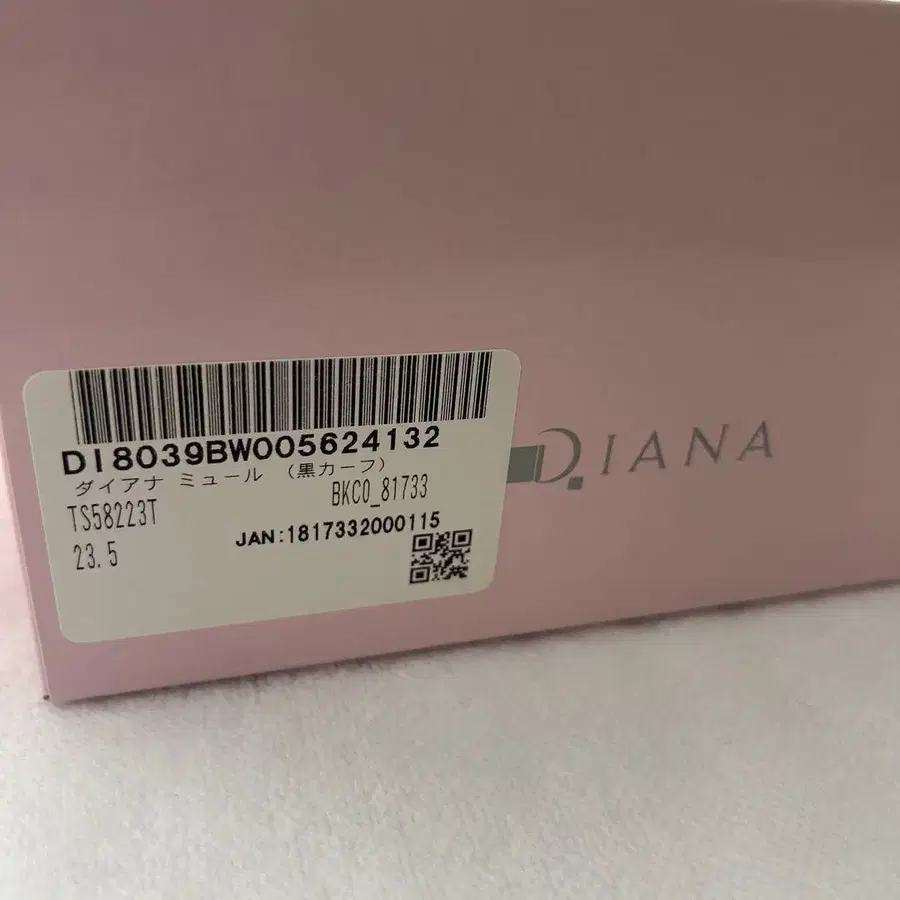 DI8039BW005624132
ダイアナ ミュール (黒カーフ)
TS58223T BKCO_81733
23.5 JAN:1817332000115
DIANA